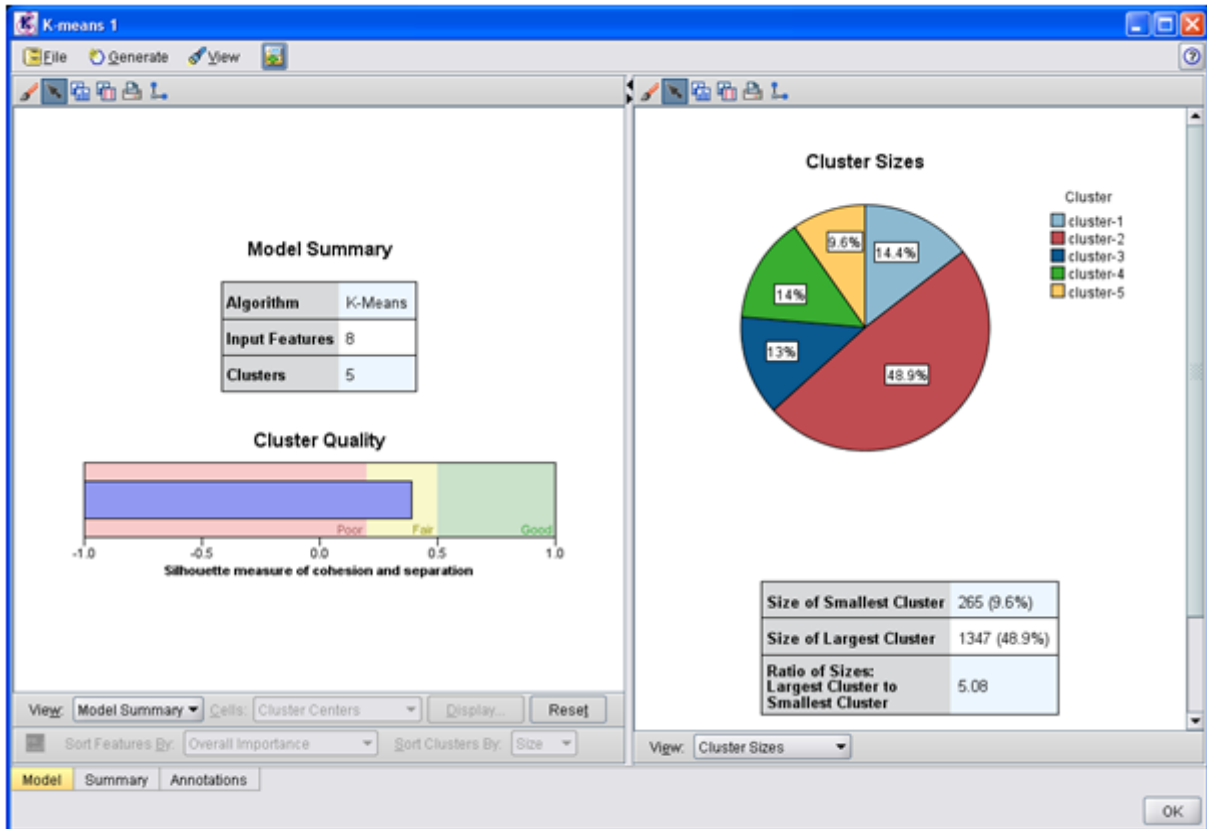 K-means 1
File Generate View
Model Summary
Algorithm K-Means
Input Features 8
Clusters 5
Cluster Quality
Poor Fair Good
-1.0 -0.5 0.0 0.5 1.0
Silhouette measure of cohesion and separation
View: Model Summary Cells: Cluster Centers Display... Reset
Sort Features By: Overall Importance Sort Clusters By: Size
Cluster Sizes
Cluster
cluster-1
cluster-2
cluster-3
cluster-4
cluster-5
9.6%
14.4%
14%
13%
48.9%
Size of Smallest Cluster 265 (9.6%)
Size of Largest Cluster 1347 (48.9%)
Ratio of Sizes:
Largest Cluster to
Smallest Cluster
5.08
View: Cluster Sizes
Model Summary Annotations
OK